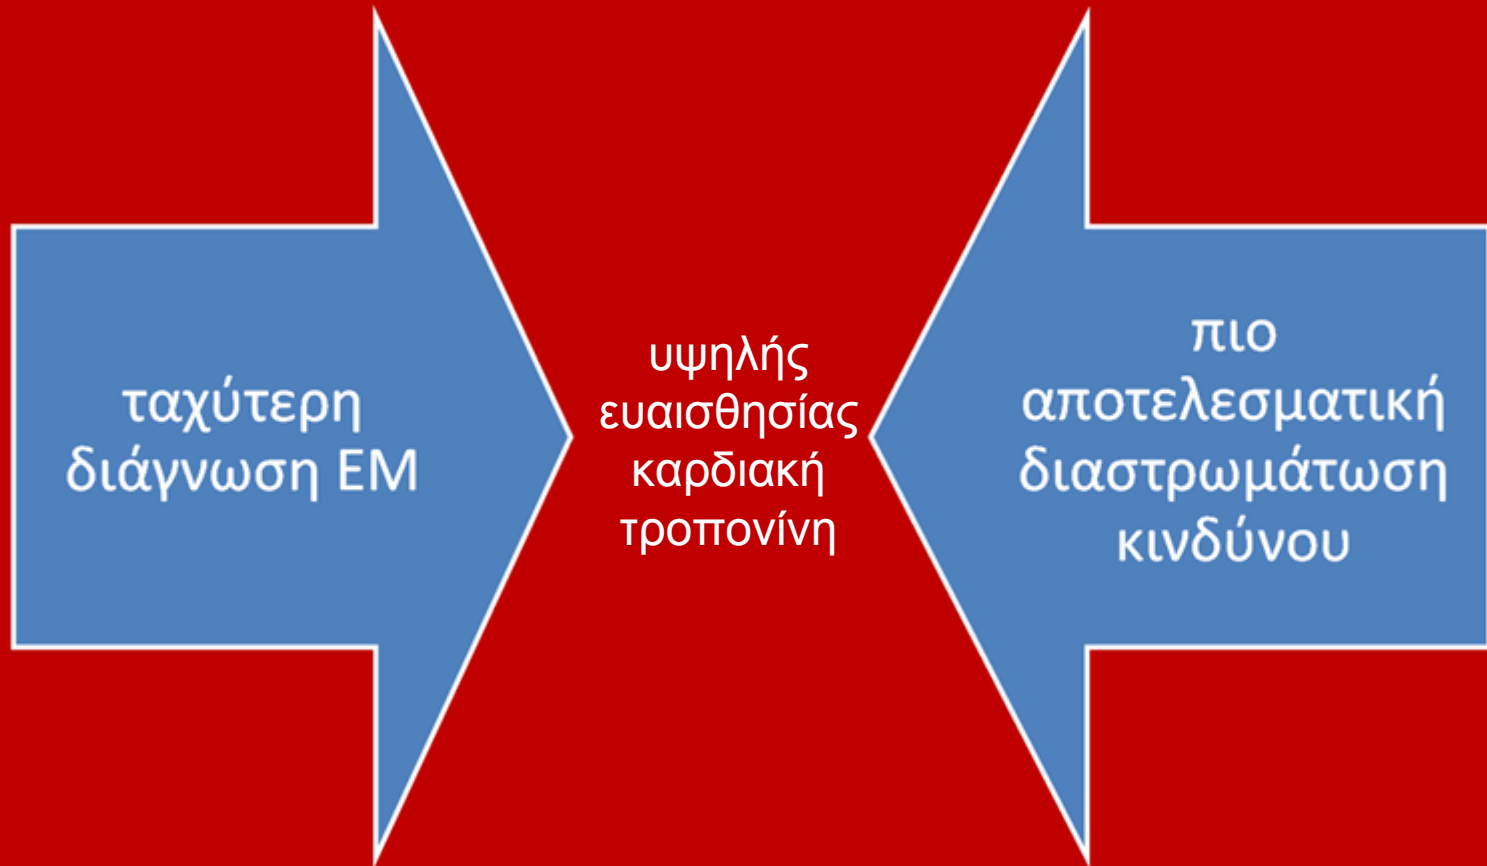 ταχύτερη
διάγνωση ΕΜ
υψηλής
ευαισθησίας
καρδιακή
τροπονίνη
πιο
αποτελεσματική
διαστρωμάτωση
κινδύνου